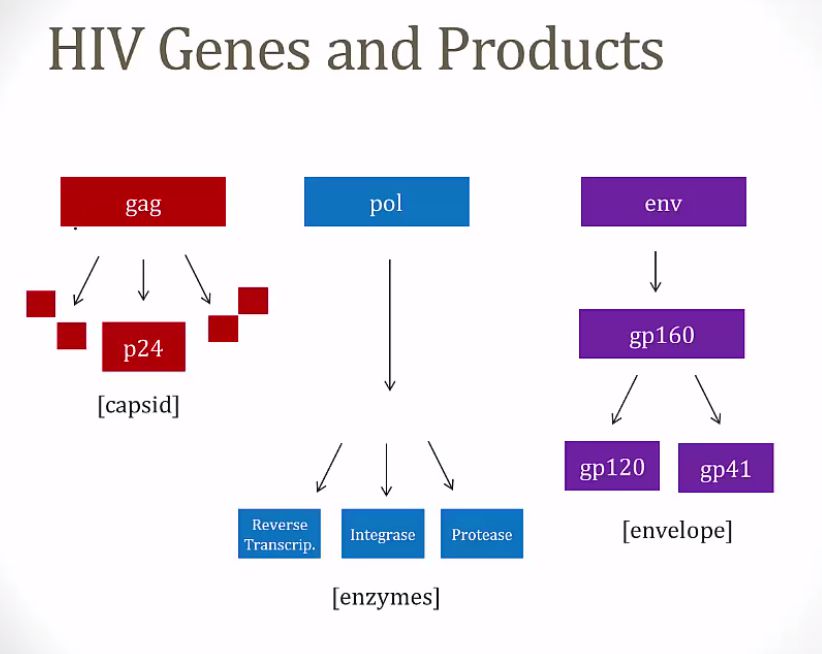 HIV Genes and Products
gag
pol
env
p24
[capsid]
gp160
gp120
gp41
[envelope]
Reverse
Transcrip.
Integrase
Protease
[enzymes]